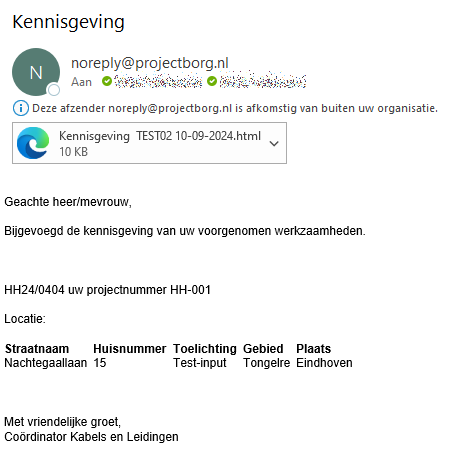 Kennisgeving
N
noreply@projectborg.nl
Aan
Deze afzender noreply@projectborg.nl is afkomstig van buiten uw organisatie.
Kennisgeving TEST02 10-09-2024.html
10 KB
Geachte heer/mevrouw,
Bijgevoegd de kennisgeving van uw voorgenomen werkzaamheden.
HH24/0404 uw projectnummer HH-001
Locatie:
Straatnaam Huisnummer Toelichting Gebied Plaats
Nachtegaallaan 15 Test-input Tongelre Eindhoven
Met vriendelijke groet,
Coördinator Kabels en Leidingen